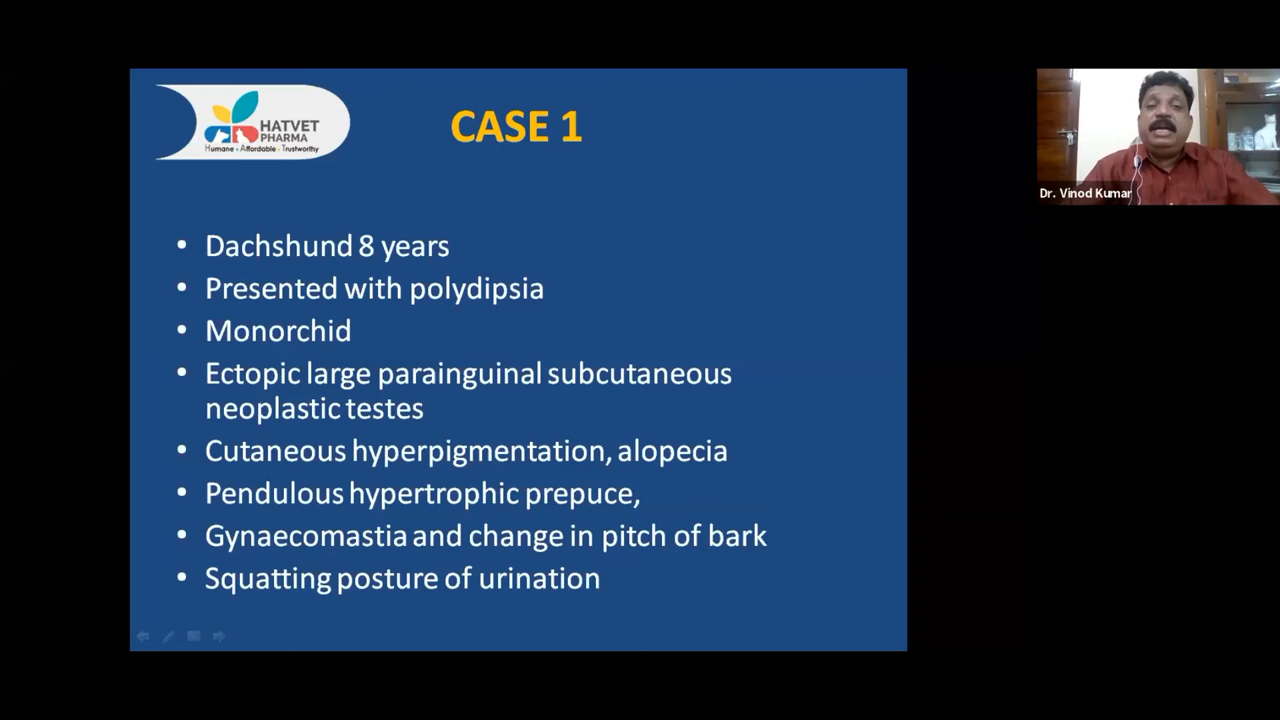 HATVET
PHARMA
Humane - Affordable - Trustworthy
CASE 1
• Dachshund 8 years
• Presented with polydipsia
• Monorchid
• Ectopic large parainguinal subcutaneous
neoplastic testes
• Cutaneous hyperpigmentation, alopecia
• Pendulous hypertrophic prepuce,
• Gynaecomastia and change in pitch of bark
• Squatting posture of urination
Dr. Vinod Kumar